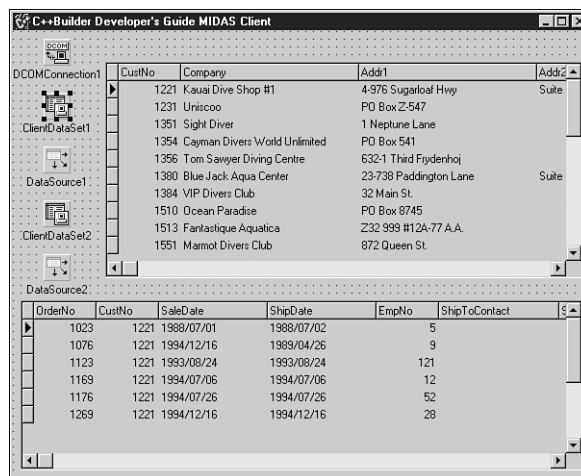 C++Builder Developer's Guide MIDAS Client
DCOM
DCOMConnection1
ClientDataSet1
DataSource1
ClientDataSet2
DataSource2
CustNo Company Addr1 Addr2
1221 Kauai Dive Shop #1 4-976 Sugarloaf Hwy Suite
1231 Unisco PO Box Z-547
1351 Sight Diver 1 Neptune Lane
1354 Cayman Divers World Unlimited PO Box 541
1356 Tom Sawyer Diving Centre 632-1 Third Frydenhoj
1380 Blue Jack Aqua Center 23-738 Paddington Lane Suite
1384 VIP Divers Club 32 Main St.
1510 Ocean Paradise PO Box 8745
1513 Fantastique Aquatica Z32 999 #12A-77 A.A.
1551 Marmot Divers Club 872 Queen St.
OrderNo CustNo SaleDate ShipDate EmpNo ShipToContact S
1023 1221 1988/07/01 1988/07/02 5
1076 1221 1994/12/16 1989/04/26 9
1123 1221 1993/08/24 1993/08/24 121
1169 1221 1994/07/06 1994/07/06 12
1176 1221 1994/07/26 1994/07/26 52
1269 1221 1994/12/16 1994/12/16 28